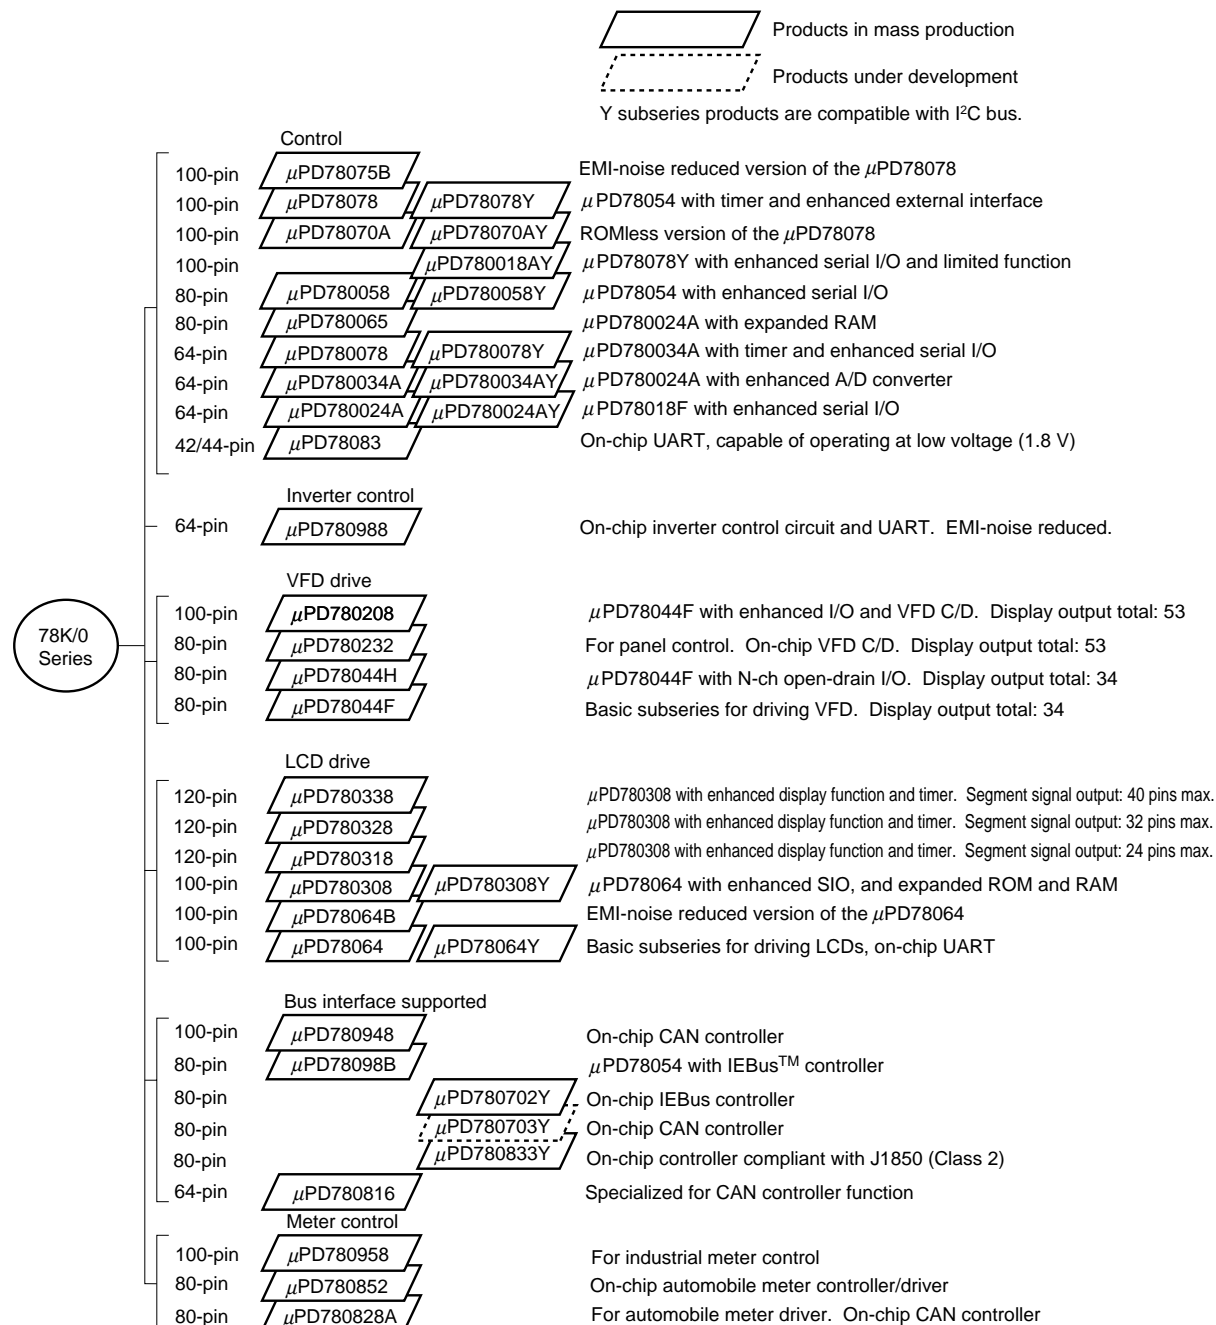 Products in mass production
Products under development
Y subseries products are compatible with I²C bus.
Control
100-pin μPD78075B EMI-noise reduced version of the μPD78078
100-pin μPD78078 μPD78078Y μPD78054 with timer and enhanced external interface
100-pin μPD78070A μPD78070AY ROMless version of the μPD78078
100-pin μPD780018AY μPD78078Y with enhanced serial I/O and limited function
80-pin μPD780058 μPD780058Y μPD78054 with enhanced serial I/O
80-pin μPD780065 μPD780024A with expanded RAM
64-pin μPD780078 μPD780078Y μPD780034A with timer and enhanced serial I/O
64-pin μPD780034A μPD780034AY μPD780024A with enhanced A/D converter
64-pin μPD780024A μPD780024AY μPD78018F with enhanced serial I/O
42/44-pin μPD78083 On-chip UART, capable of operating at low voltage (1.8 V)
Inverter control
64-pin μPD780988 On-chip inverter control circuit and UART. EMI-noise reduced.
VFD drive
100-pin μPD780208 μPD78044F with enhanced I/O and VFD C/D. Display output total: 53
78K/0 Series
80-pin μPD780232 For panel control. On-chip VFD C/D. Display output total: 53
80-pin μPD78044H μPD78044F with N-ch open-drain I/O. Display output total: 34
80-pin μPD78044F Basic subseries for driving VFD. Display output total: 34
LCD drive
120-pin μPD780338 μPD780308 with enhanced display function and timer. Segment signal output: 40 pins max.
120-pin μPD780328 μPD780308 with enhanced display function and timer. Segment signal output: 32 pins max.
120-pin μPD780318 μPD780308 with enhanced display function and timer. Segment signal output: 24 pins max.
100-pin μPD780308 μPD780308Y μPD78064 with enhanced SIO, and expanded ROM and RAM
100-pin μPD78064B EMI-noise reduced version of the μPD78064
100-pin μPD78064 μPD78064Y Basic subseries for driving LCDs, on-chip UART
Bus interface supported
100-pin μPD780948 On-chip CAN controller
80-pin μPD78098B μPD78054 with IEBus™ controller
80-pin μPD780702Y On-chip IEBus controller
80-pin μPD780703Y On-chip CAN controller
80-pin μPD780833Y On-chip controller compliant with J1850 (Class 2)
64-pin μPD780816 Specialized for CAN controller function
Meter control
100-pin μPD780958 For industrial meter control
80-pin μPD780852 On-chip automobile meter controller/driver
80-pin μPD780828A For automobile meter driver. On-chip CAN controller